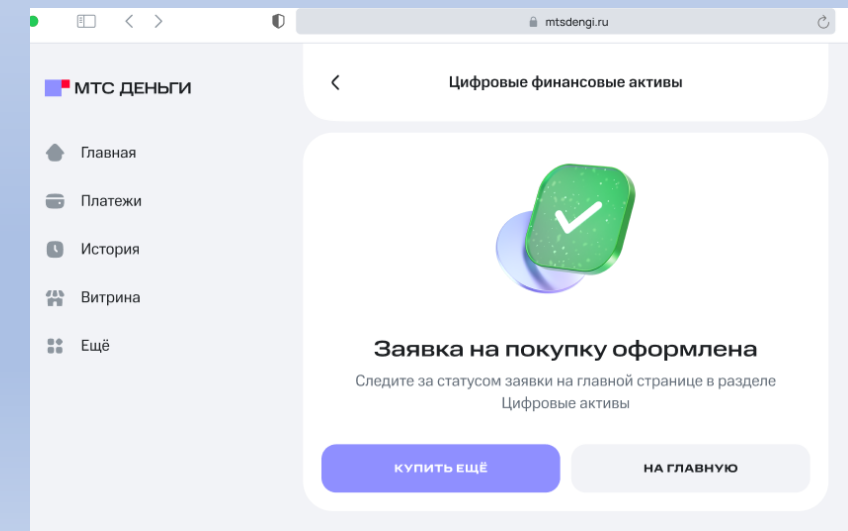 mtsdengi.ru
МТС ДЕНЬГИ
Цифровые финансовые активы
Главная
Платежи
История
Витрина
Ещё
Заявка на покупку оформлена
Следите за статусом заявки на главной странице в разделе
Цифровые активы
КУПИТЬ ЕЩЁ
НА ГЛАВНУЮ